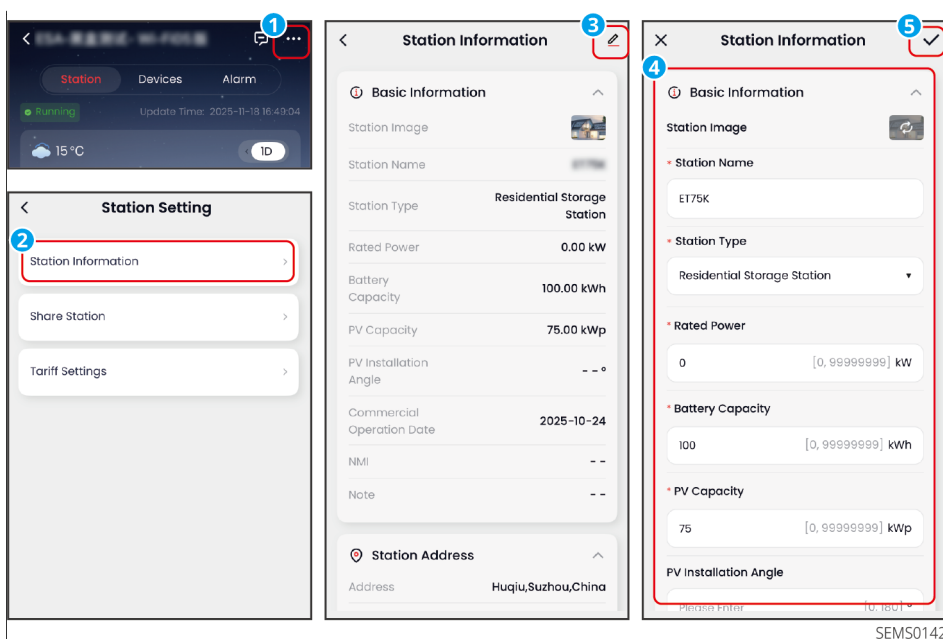 1
Station Devices Alarm
Running Update Time: 2025-11-18 16:49:04
15°C 1D
Station Setting
2
Station Information
Share Station
Tariff Settings
3
Station Information
Basic Information
Station Image
Station Name
Station Type Residential Storage
Station
Rated Power 0.00 kW
Battery
Capacity 100.00 kWh
PV Capacity 75.00 kWp
PV Installation
Angle - - °
Commercial
Operation Date 2025-10-24
NMI - -
Note - -
Station Address
Address Huqiu,Suzhou,China
5
Station Information
4
Basic Information
Station Image
* Station Name
ET75K
* Station Type
Residential Storage Station
* Rated Power
0 [0, 99999999] kW
* Battery Capacity
100 [0, 99999999] kWh
* PV Capacity
75 [0, 99999999] kWp
PV Installation Angle
Please Enter [0, 180] °
SEMS0142